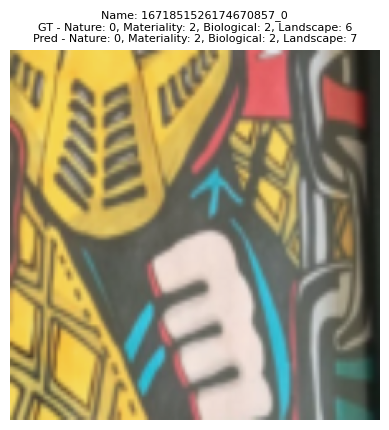 Name: 1671851526174670857_0
GT - Nature: 0, Materiality: 2, Biological: 2, Landscape: 6
Pred - Nature: 0, Materiality: 2, Biological: 2, Landscape: 7